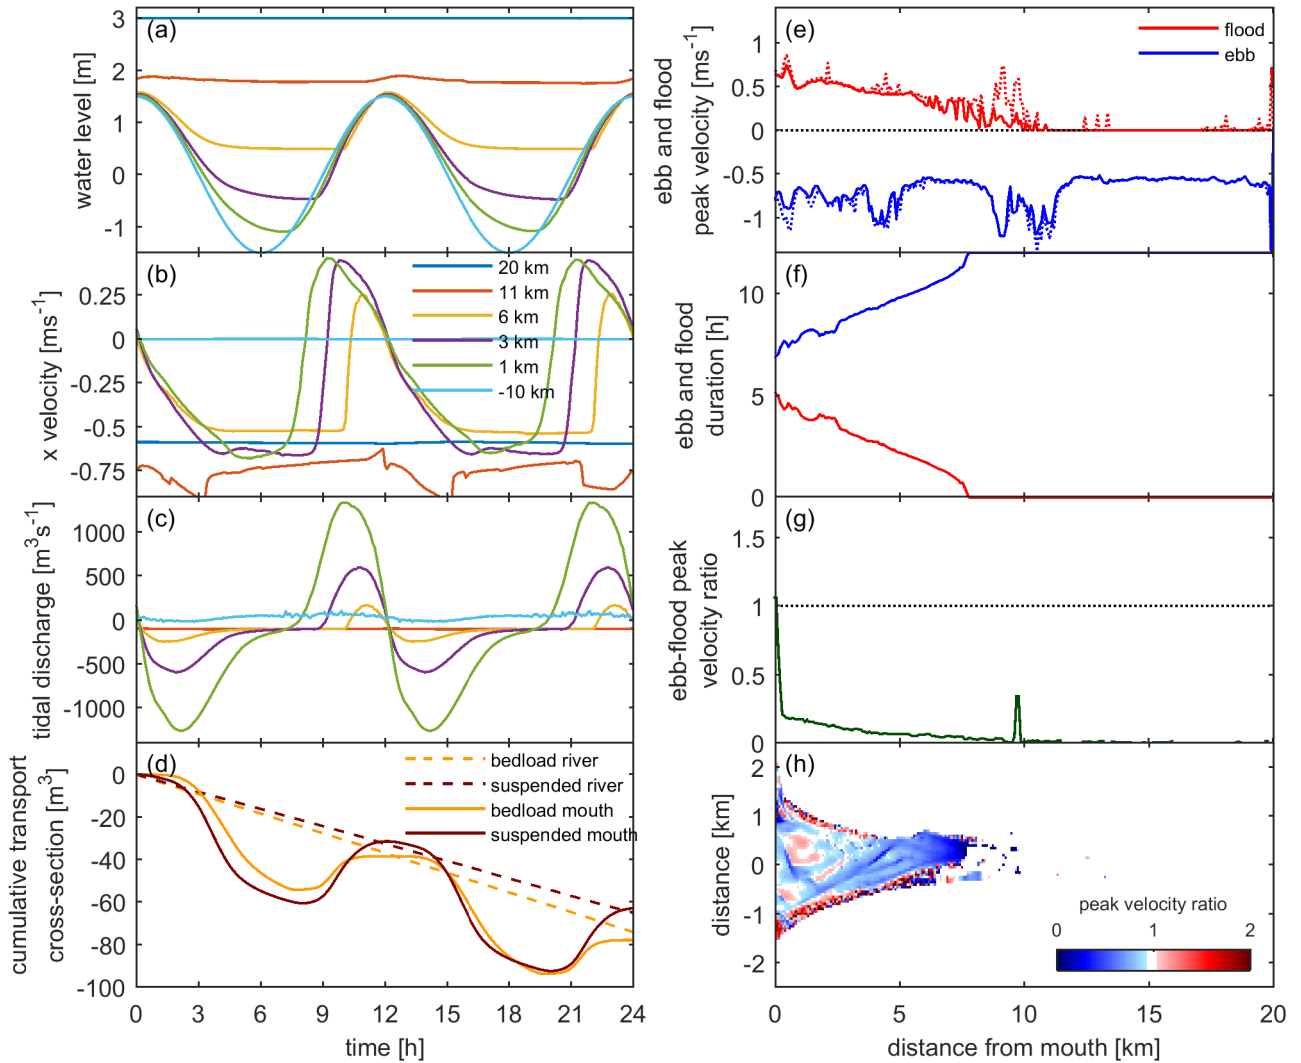 (a)
water level [m]
3
2
1
0
-1
(b)
x velocity [ms⁻¹]
0.25
0
-0.25
-0.5
-0.75
20 km
11 km
6 km
3 km
1 km
-10 km
(c)
tidal discharge [m³s⁻¹]
1000
500
0
-500
-1000
(d)
cumulative transport
cross-section [m³]
0
-20
-40
-60
-80
-100
bedload river
suspended river
bedload mouth
suspended mouth
0 3 6 9 12 15 18 21 24
time [h]
(e)
ebb and flood
peak velocity [ms⁻¹]
1
0.5
0
-0.5
-1
flood
ebb
(f)
ebb and flood
duration [h]
10
5
0
(g)
ebb-flood peak
velocity ratio
1.5
1
0.5
0
(h)
distance [km]
2
1
0
-1
-2
peak velocity ratio
0 1 2
0 5 10 15 20
distance from mouth [km]